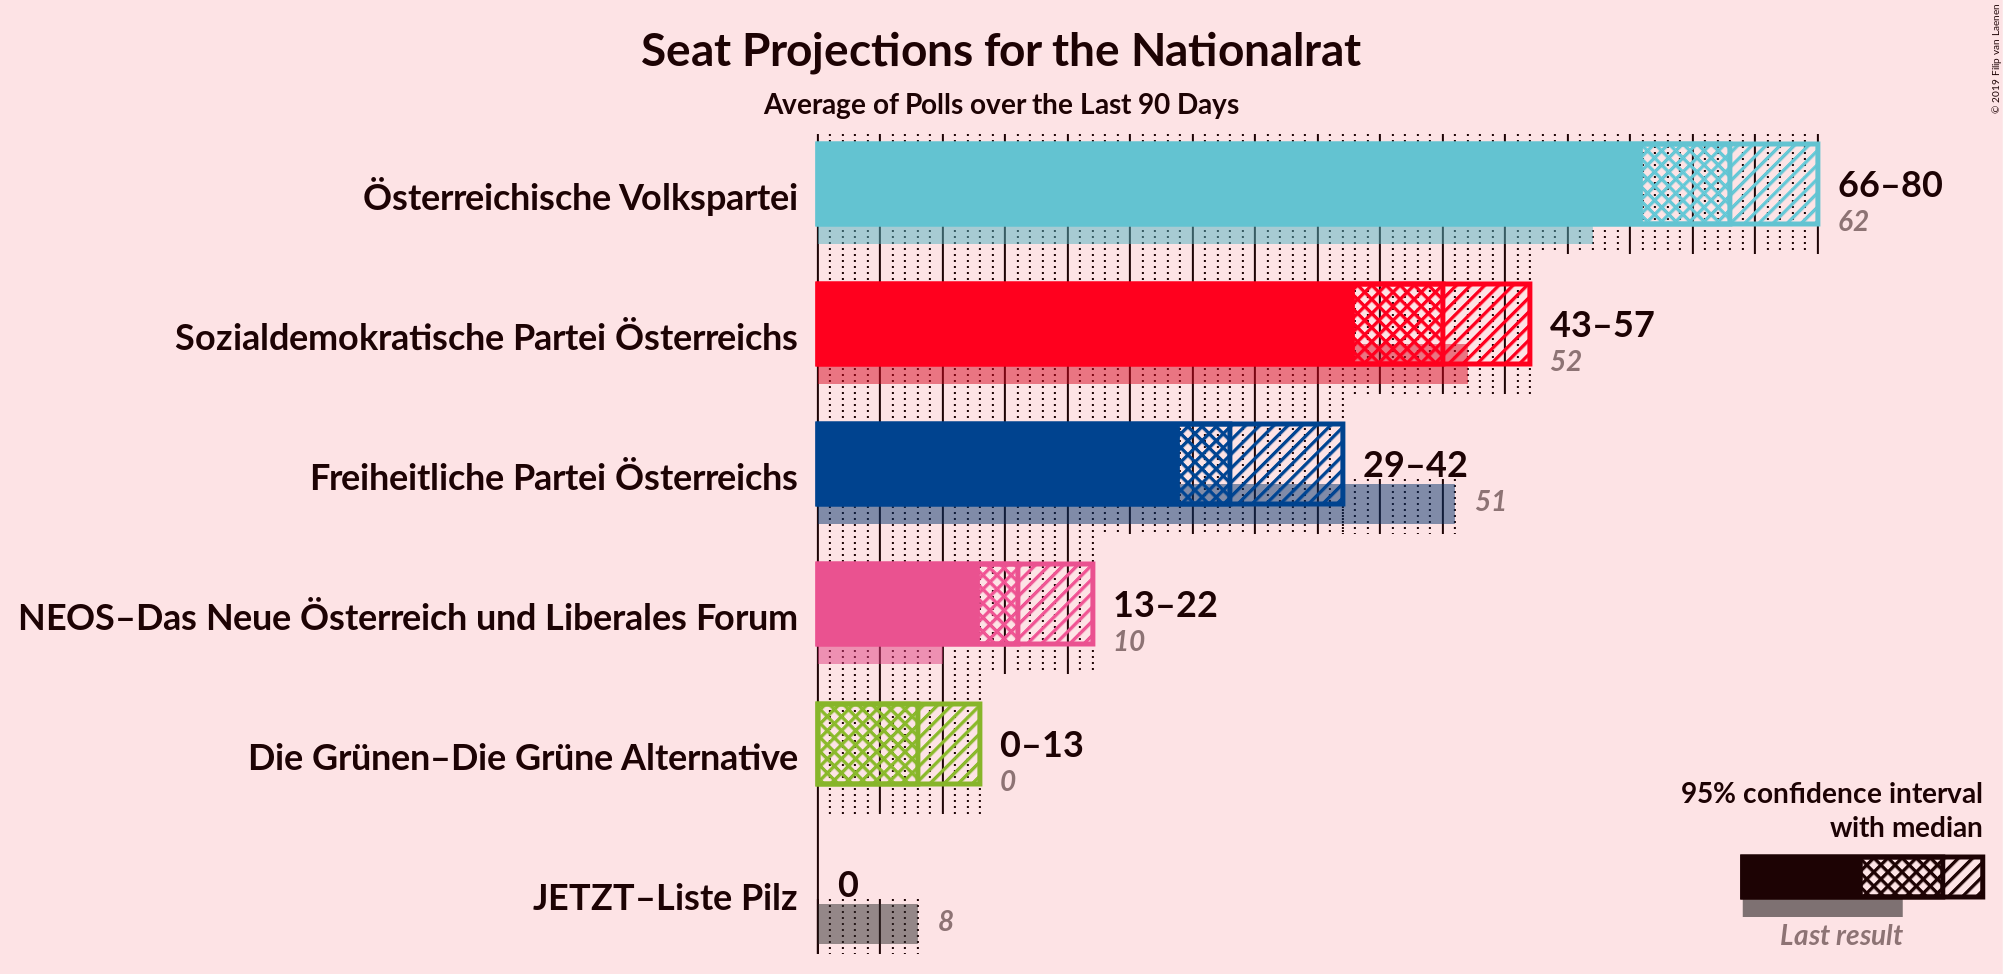 Seat Projections for the Nationalrat
Average of Polls over the Last 90 Days
© 2019 Filip van Laenen
Österreichische Volkspartei
66–80
62
Sozialdemokratische Partei Österreichs
43–57
52
Freiheitliche Partei Österreichs
29–42
51
NEOS–Das Neue Österreich und Liberales Forum
13–22
10
Die Grünen–Die Grüne Alternative
0–13
0
JETZT–Liste Pilz
0
8
95% confidence interval
with median
Last result